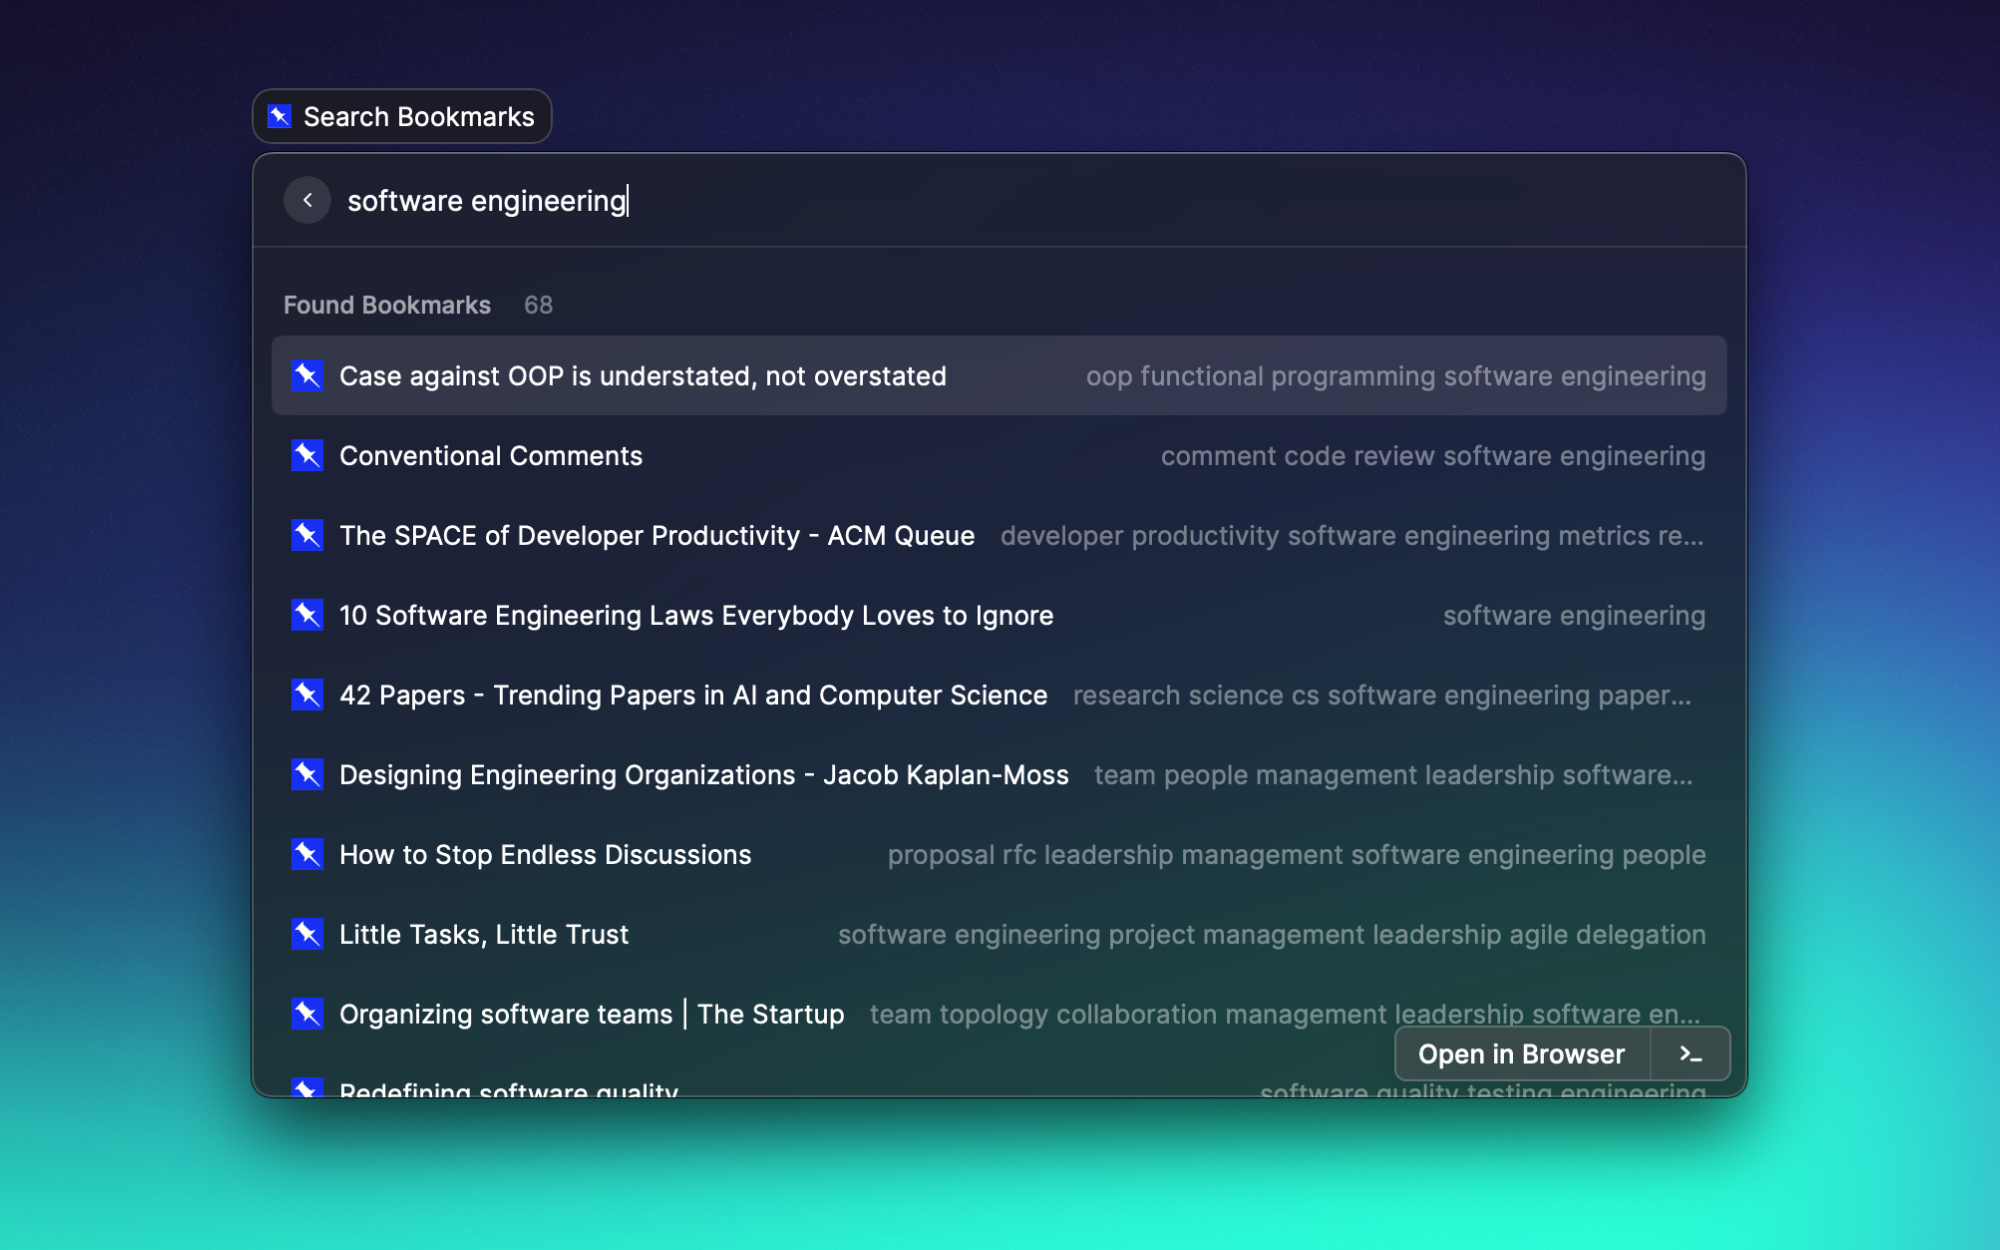 Search Bookmarks
software engineering
Found Bookmarks 68
Case against OOP is understated, not overstated oop functional programming software engineering
Conventional Comments comment code review software engineering
The SPACE of Developer Productivity - ACM Queue developer productivity software engineering metrics re...
10 Software Engineering Laws Everybody Loves to Ignore software engineering
42 Papers - Trending Papers in AI and Computer Science research science cs software engineering paper...
Designing Engineering Organizations - Jacob Kaplan-Moss team people management leadership software...
How to Stop Endless Discussions proposal rfc leadership management software engineering people
Little Tasks, Little Trust software engineering project management leadership agile delegation
Organizing software teams | The Startup team topology collaboration management leadership software en...
Open in Browser >_
Redefining software quality software quality testing engineering